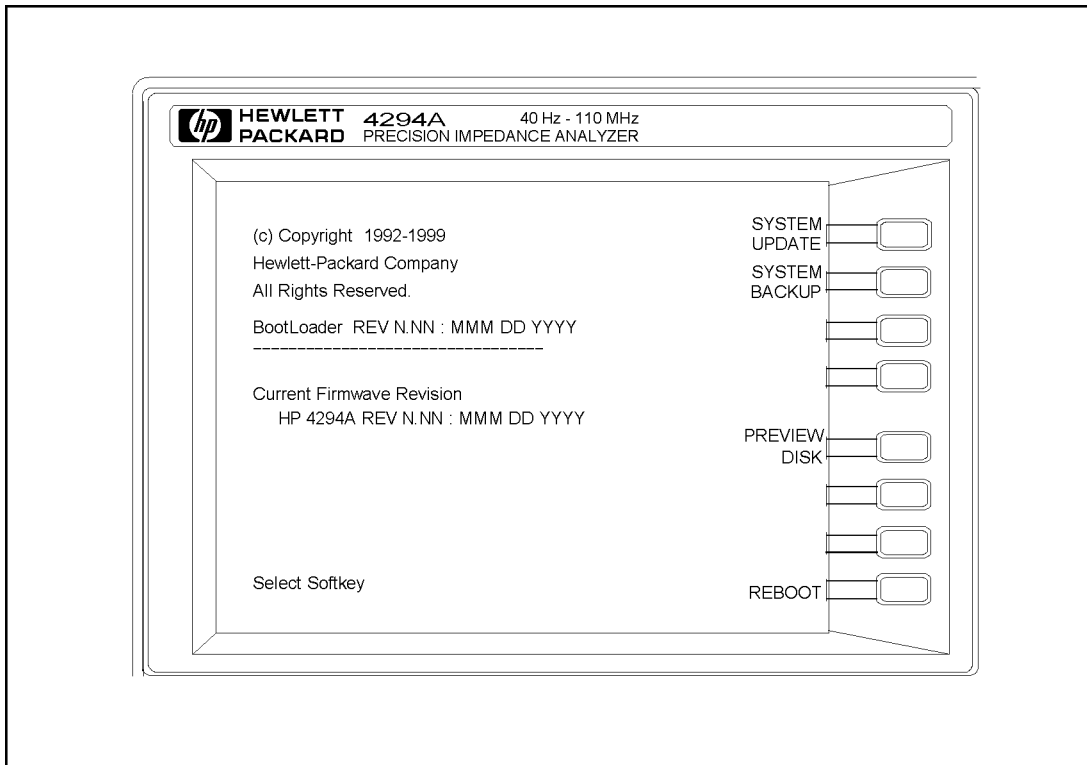 hp HEWLETT PACKARD
4294A 40 Hz - 110 MHz
PRECISION IMPEDANCE ANALYZER
(c) Copyright 1992-1999
Hewlett-Packard Company
All Rights Reserved.
BootLoader REV N.NN : MMM DD YYYY
----------------------------------
Current Firmwave Revision
HP 4294A REV N.NN : MMM DD YYYY
Select Softkey
SYSTEM
UPDATE
SYSTEM
BACKUP
PREVIEW
DISK
REBOOT